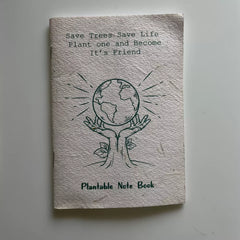 Save Trees Save Life
Plant one and Become
It's Friend
Plantable Note Book